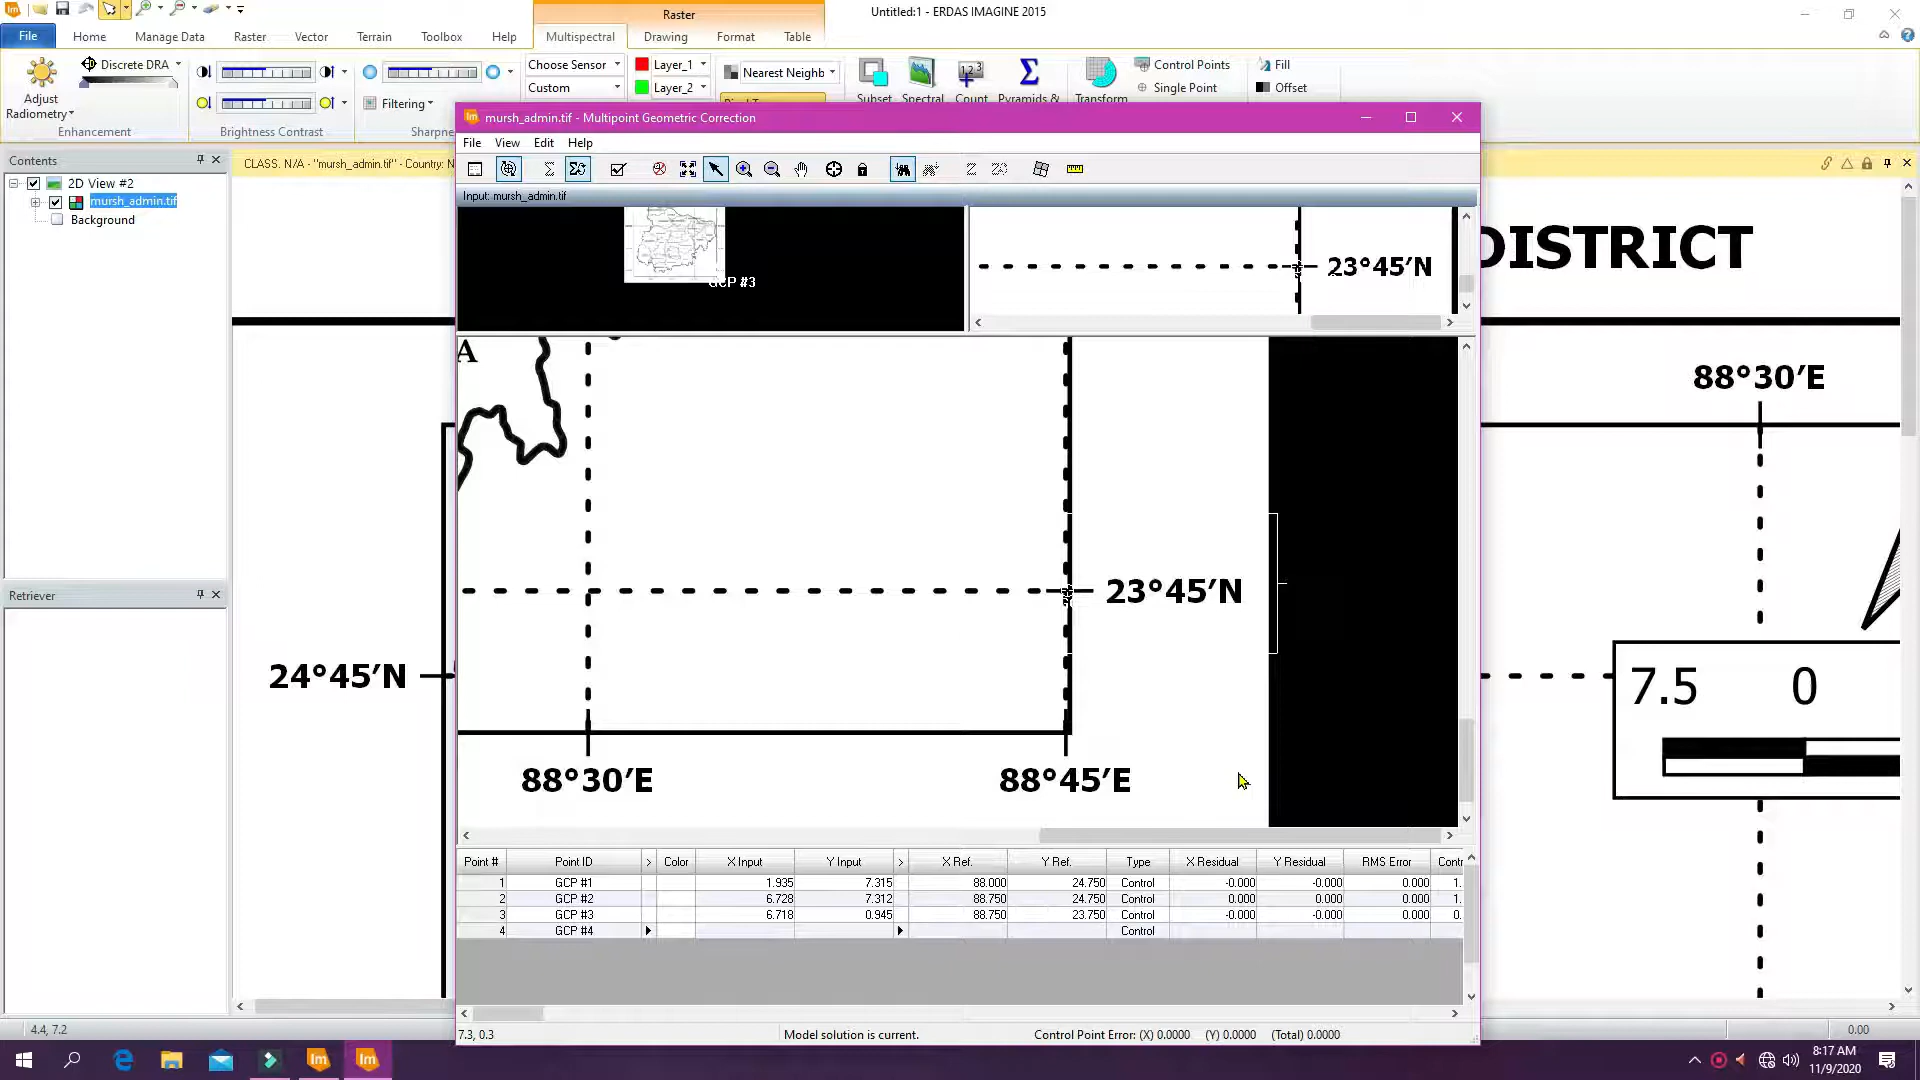 Raster
Untitled:1 - ERDAS IMAGINE 2015
File Home Manage Data Raster Vector Terrain Toolbox Help Multispectral Drawing Format Table
Discrete DRA
Adjust
Radiometry
Enhancement
Brightness Correction
Filtering
Choose Sensor
Custom
Layer_1
Layer_2
Nearest Neighb
Subset Spectral Count Pyramids & Transform
Control Points
Single Point
Fill
Offset
mursh_admin.tif - Multipoint Geometric Correction
File View Edit Help
Input: mursh_admin.tif
Contents
2D View #2
mursh_admin.tif
Background
CLASS. N/A - "mursh_admin.tif" - Country: N
Retriever
DISTRICT
88°30′E
24°45′N
7.5 0
GCP #3
23°45′N
A
23°45′N
88°30′E
88°45′E
Point # Point ID > Color X Input Y Input > X Ref. Y Ref. Type X Residual Y Residual RMS Error Contr
1 GCP #1 1.935 7.315 88.000 24.750 Control -0.000 -0.000 0.000 1.
2 GCP #2 6.728 7.312 88.750 24.750 Control 0.000 0.000 0.000 1.
3 GCP #3 6.718 0.945 88.750 23.750 Control -0.000 -0.000 0.000 0.
4 GCP #4 Control
7.3, 0.3 Model solution is current. Control Point Error: (X) 0.0000 (Y) 0.0000 (Total) 0.0000
4.4, 7.2
0.00
8:17 AM
11/9/2020